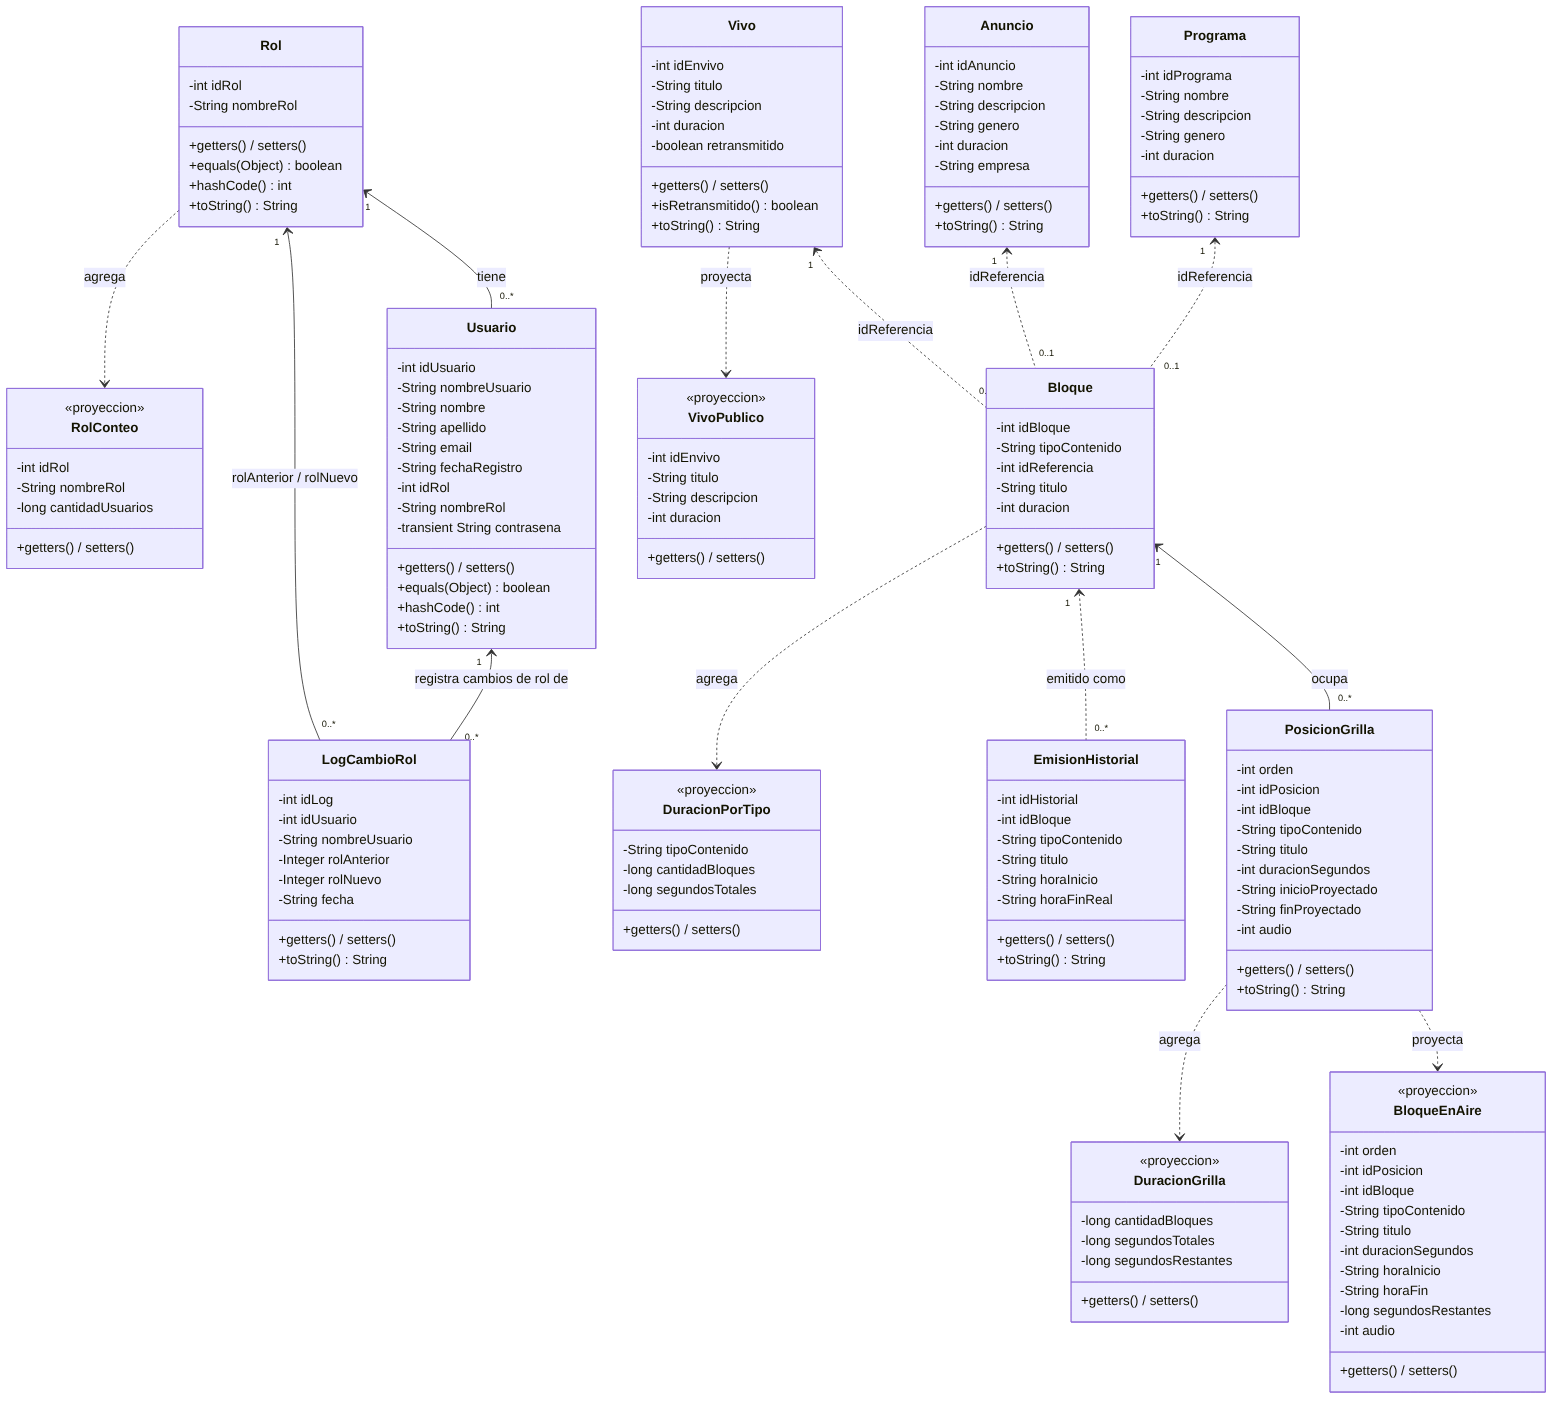 Rol
-int idRol
-String nombreRol
+getters() / setters()
+equals(Object) : boolean
+hashCode() : int
+toString() : String
Vivo
-int idEnvivo
-String titulo
-String descripcion
-int duracion
-boolean retransmitido
+getters() / setters()
+isRetransmitido() : boolean
+toString() : String
Anuncio
-int idAnuncio
-String nombre
-String descripcion
-String genero
-int duracion
-String empresa
+getters() / setters()
+toString() : String
Programa
-int idPrograma
-String nombre
-String descripcion
-String genero
-int duracion
+getters() / setters()
+toString() : String
1
1
1
1
1
agrega
tiene
proyecta
idReferencia
idReferencia
idReferencia
0..*
0..1
0..1
0.
Usuario
-int idUsuario
-String nombreUsuario
-String nombre
-String apellido
-String email
-String fechaRegistro
-int idRol
-String nombreRol
-transient String contrasena
+getters() / setters()
+equals(Object) : boolean
+hashCode() : int
+toString() : String
«proyeccion»
RolConteo
-int idRol
-String nombreRol
-long cantidadUsuarios
+getters() / setters()
rolAnterior / rolNuevo
«proyeccion»
VivoPublico
-int idEnvivo
-String titulo
-String descripcion
-int duracion
+getters() / setters()
Bloque
-int idBloque
-String tipoContenido
-int idReferencia
-String titulo
-int duracion
+getters() / setters()
+toString() : String
1
1
1
registra cambios de rol de
agrega
emitido como
ocupa
0..*
0..*
0..*
0..*
LogCambioRol
-int idLog
-int idUsuario
-String nombreUsuario
-Integer rolAnterior
-Integer rolNuevo
-String fecha
+getters() / setters()
+toString() : String
«proyeccion»
DuracionPorTipo
-String tipoContenido
-long cantidadBloques
-long segundosTotales
+getters() / setters()
EmisionHistorial
-int idHistorial
-int idBloque
-String tipoContenido
-String titulo
-String horaInicio
-String horaFinReal
+getters() / setters()
+toString() : String
PosicionGrilla
-int orden
-int idPosicion
-int idBloque
-String tipoContenido
-String titulo
-int duracionSegundos
-String inicioProyectado
-String finProyectado
-int audio
+getters() / setters()
+toString() : String
agrega
proyecta
«proyeccion»
DuracionGrilla
-long cantidadBloques
-long segundosTotales
-long segundosRestantes
+getters() / setters()
«proyeccion»
BloqueEnAire
-int orden
-int idPosicion
-int idBloque
-String tipoContenido
-String titulo
-int duracionSegundos
-String horaInicio
-String horaFin
-long segundosRestantes
-int audio
+getters() / setters()